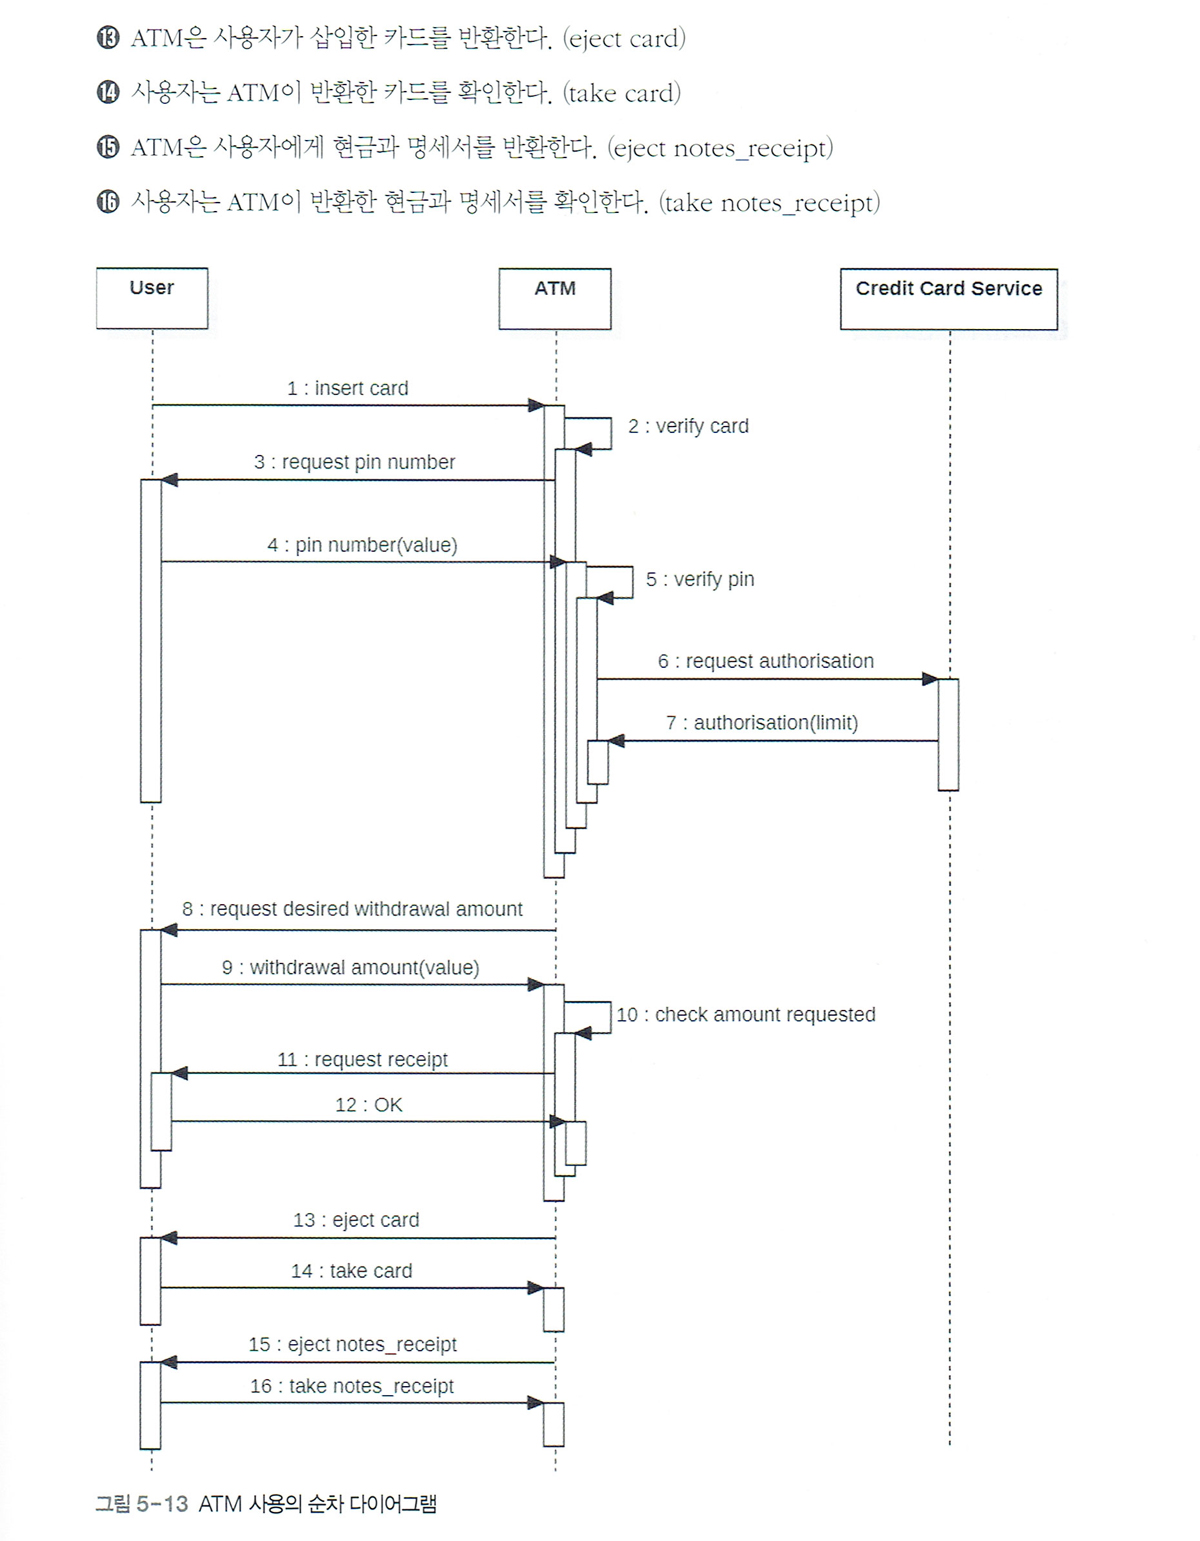 ⓭ ATM은 사용자가 삽입한 카드를 반환한다. (eject card)
⓮ 사용자는 ATM이 반환한 카드를 확인한다. (take card)
⓯ ATM은 사용자에게 현금과 명세서를 반환한다. (eject notes_receipt)
⓰ 사용자는 ATM이 반환한 현금과 명세서를 확인한다. (take notes_receipt)
User
ATM
Credit Card Service
1 : insert card
2 : verify card
3 : request pin number
4 : pin number(value)
5 : verify pin
6 : request authorisation
7 : authorisation(limit)
8 : request desired withdrawal amount
9 : withdrawal amount(value)
10 : check amount requested
11 : request receipt
12 : OK
13 : eject card
14 : take card
15 : eject notes_receipt
16 : take notes_receipt
그림 5-13 ATM 사용의 순차 다이어그램